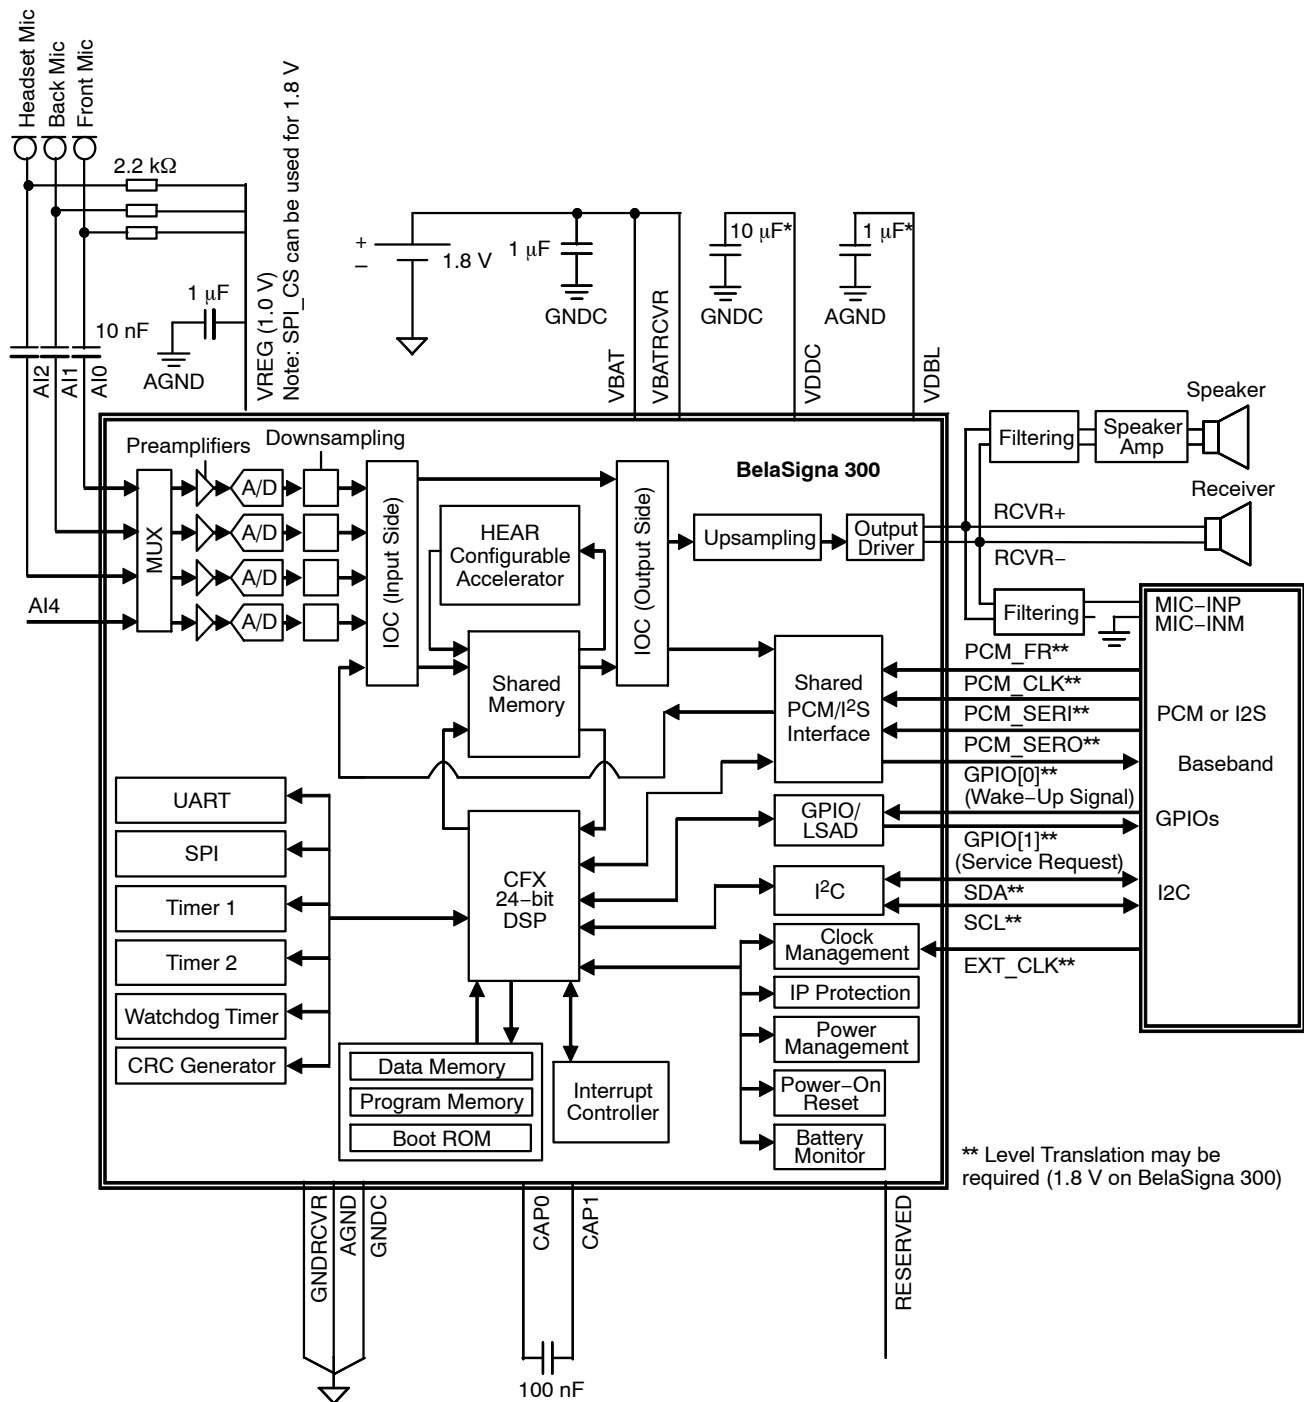 Headset Mic
Back Mic
Front Mic
2.2 kΩ
VREG (1.0 V)
Note: SPI_CS can be used for 1.8 V
1 μF
AGND
10 nF
AI2
AI1
AI0
+
–
1.8 V
1 μF
GNDC
VBAT
VBATRCVR
10 μF*
GNDC
VDDC
1 μF*
AGND
VDBL
Preamplifiers
Downsampling
BelaSigna 300
MUX
A/D
A/D
A/D
A/D
AI4
IOC (Input Side)
HEAR
Configurable
Accelerator
Shared
Memory
IOC (Output Side)
Upsampling
Output
Driver
Filtering
Speaker
Amp
Speaker
Receiver
RCVR+
RCVR−
Filtering
MIC−INP
MIC−INM
Shared
PCM/I²S
Interface
PCM_FR**
PCM_CLK**
PCM_SERI**
PCM_SERO**
PCM or I2S
Baseband
GPIO[0]**
(Wake−Up Signal)
GPIO/
LSAD
GPIOs
GPIO[1]**
(Service Request)
I²C
SDA**
SCL**
I2C
EXT_CLK**
UART
SPI
Timer 1
Timer 2
Watchdog Timer
CRC Generator
CFX
24−bit
DSP
Clock
Management
IP Protection
Power
Management
Power−On
Reset
Battery
Monitor
Data Memory
Program Memory
Boot ROM
Interrupt
Controller
** Level Translation may be
required (1.8 V on BelaSigna 300)
GNDRCVR
AGND
GNDC
CAP0
CAP1
100 nF
RESERVED